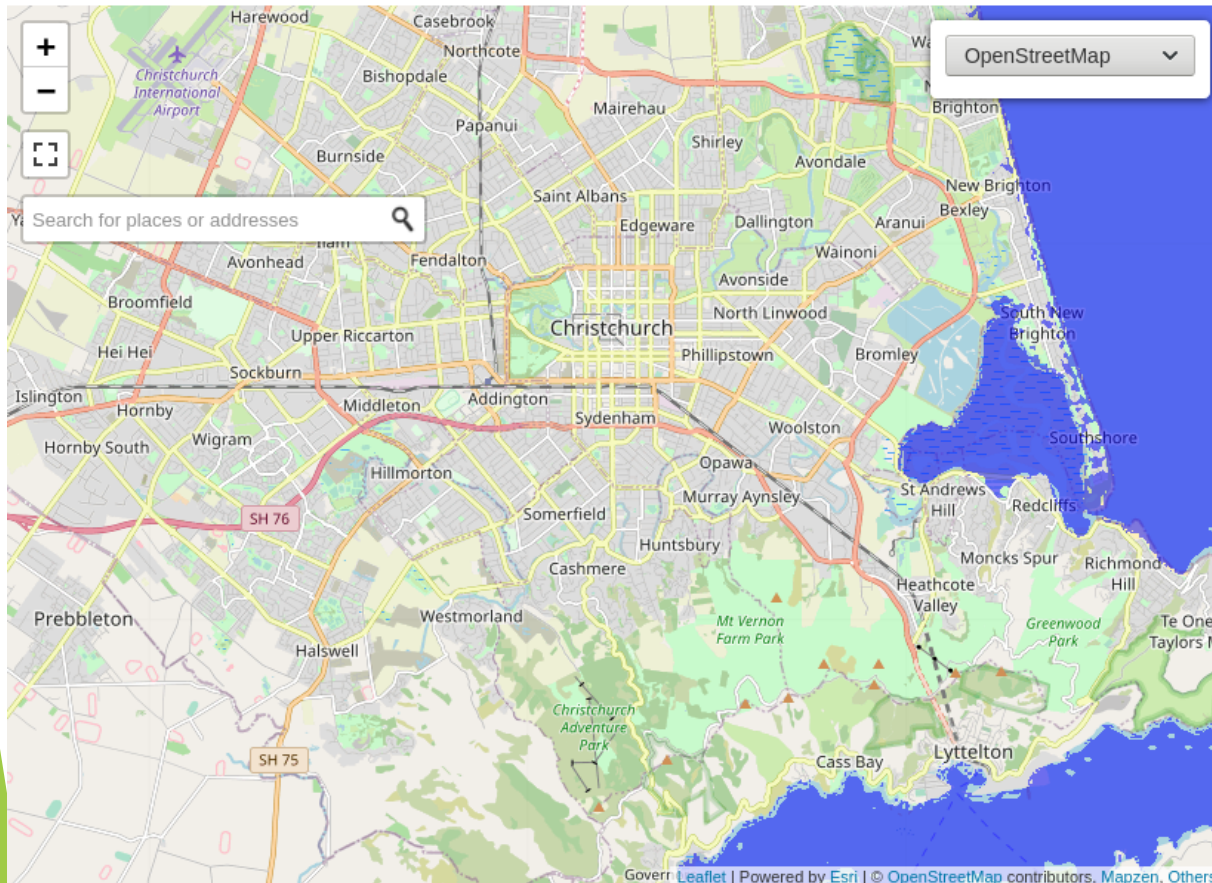 Harewood
Casebrook
Northcote
Wa
OpenStreetMap
+
−
Christchurch
International
Airport
Bishopdale
Mairehau
N
Brighton
Papanui
Shirley
Burnside
Avondale
New Brighton
Saint Albans
Bexley
Search for places or addresses
Edgeware
Dallington
Aranui
Ya
Ilam
Avonhead
Fendalton
Wainoni
Avonside
Broomfield
North Linwood
South New
Brighton
Christchurch
Upper Riccarton
Hei Hei
Phillipstown
Bromley
Sockburn
Islington
Hornby
Middleton
Addington
Sydenham
Woolston
Wigram
Hornby South
Southshore
Hillmorton
Opawa
Murray Aynsley
St Andrews
Hill
Redcliffs
SH 76
Somerfield
Huntsbury
Moncks Spur
Richmond
Hill
Cashmere
Heathcote
Valley
Westmorland
Prebbleton
Mt Vernon
Farm Park
Greenwood
Park
Te One
Taylors M
Halswell
Christchurch
Adventure
Park
SH 75
Cass Bay
Lyttelton
Govern
Leaflet | Powered by Esri | © OpenStreetMap contributors, Mapzen, Others